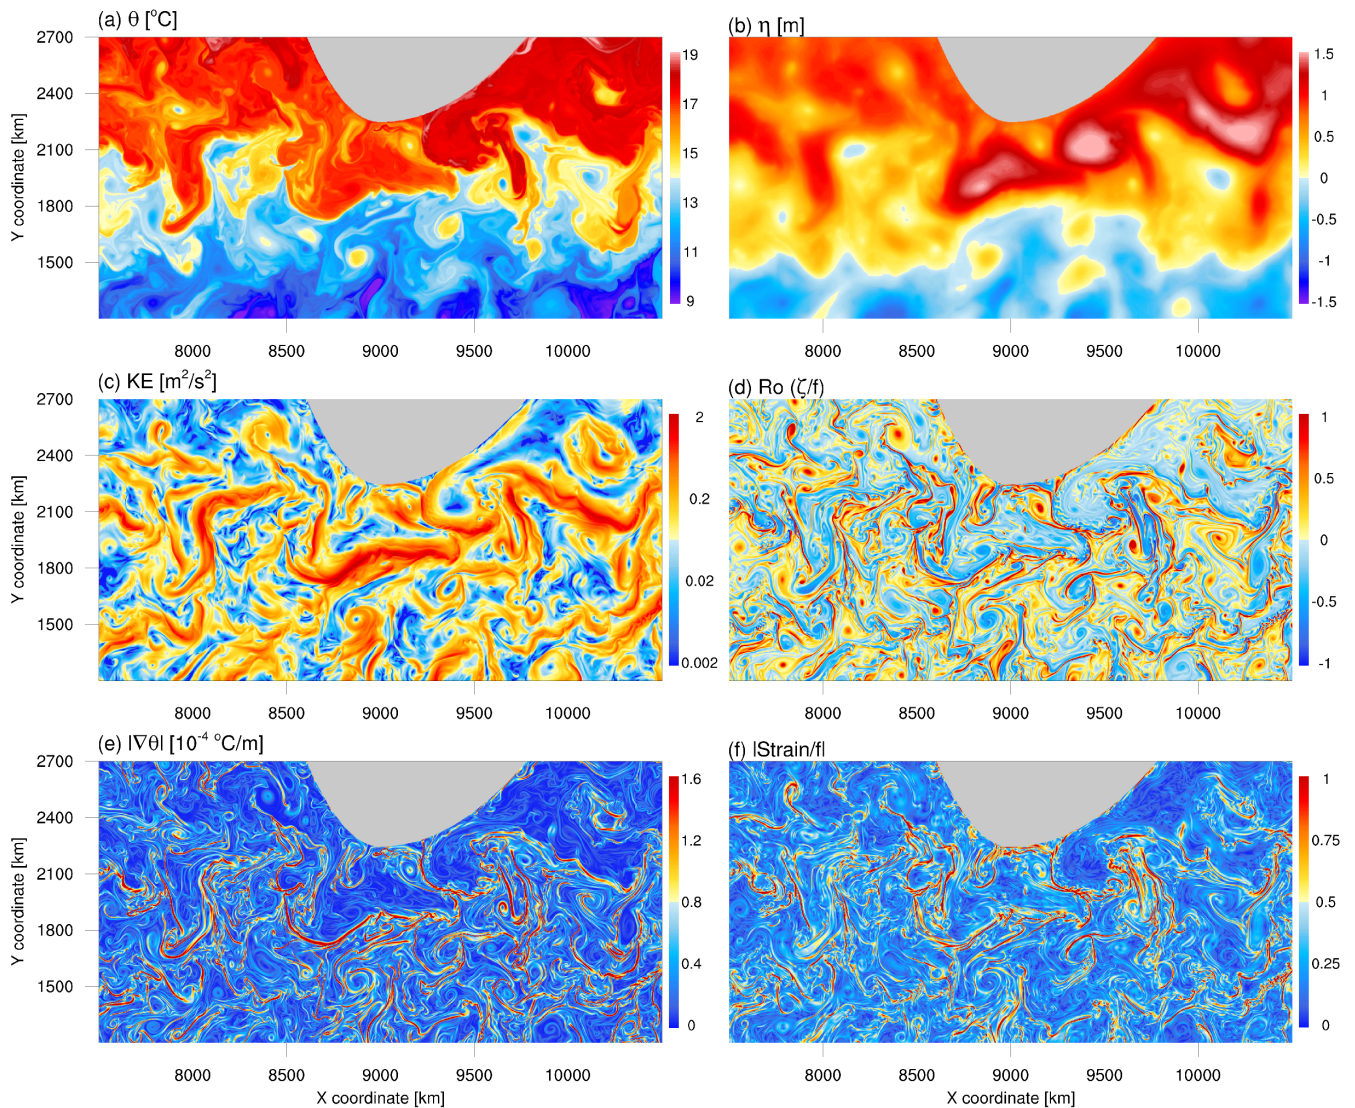 (a) θ [°C]
(b) η [m]
2700
2400
2100
1800
1500
Y coordinate [km]
19
17
15
13
11
9
1.5
1
0.5
0
-0.5
-1
-1.5
8000 8500 9000 9500 10000
8000 8500 9000 9500 10000
(c) KE [m²/s²]
(d) Ro (ζ/f)
2700
2400
2100
1800
1500
Y coordinate [km]
2
0.2
0.02
0.002
1
0.5
0
-0.5
-1
8000 8500 9000 9500 10000
8000 8500 9000 9500 10000
(e) |∇θ| [10⁻⁴ °C/m]
(f) |Strain/f|
2700
2400
2100
1800
1500
Y coordinate [km]
1.6
1.2
0.8
0.4
0
1
0.75
0.5
0.25
0
8000 8500 9000 9500 10000
8000 8500 9000 9500 10000
X coordinate [km]
X coordinate [km]